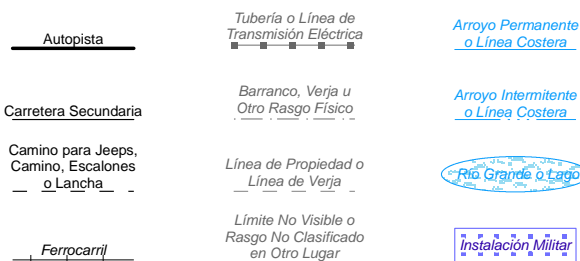 Autopista
Carretera Secundaria
Camino para Jeeps,
Camino, Escalones
o Lancha
Ferrocarril
Tubería o Línea de
Transmisión Eléctrica
Barranco, Verja u
Otro Rasgo Físico
Línea de Propiedad o
Línea de Verja
Límite No Visible o
Rasgo No Clasificado
en Otro Lugar
Arroyo Permanente
o Línea Costera
Arroyo Intermitente
o Línea Costera
Río Grande o Lago
Instalación Militar